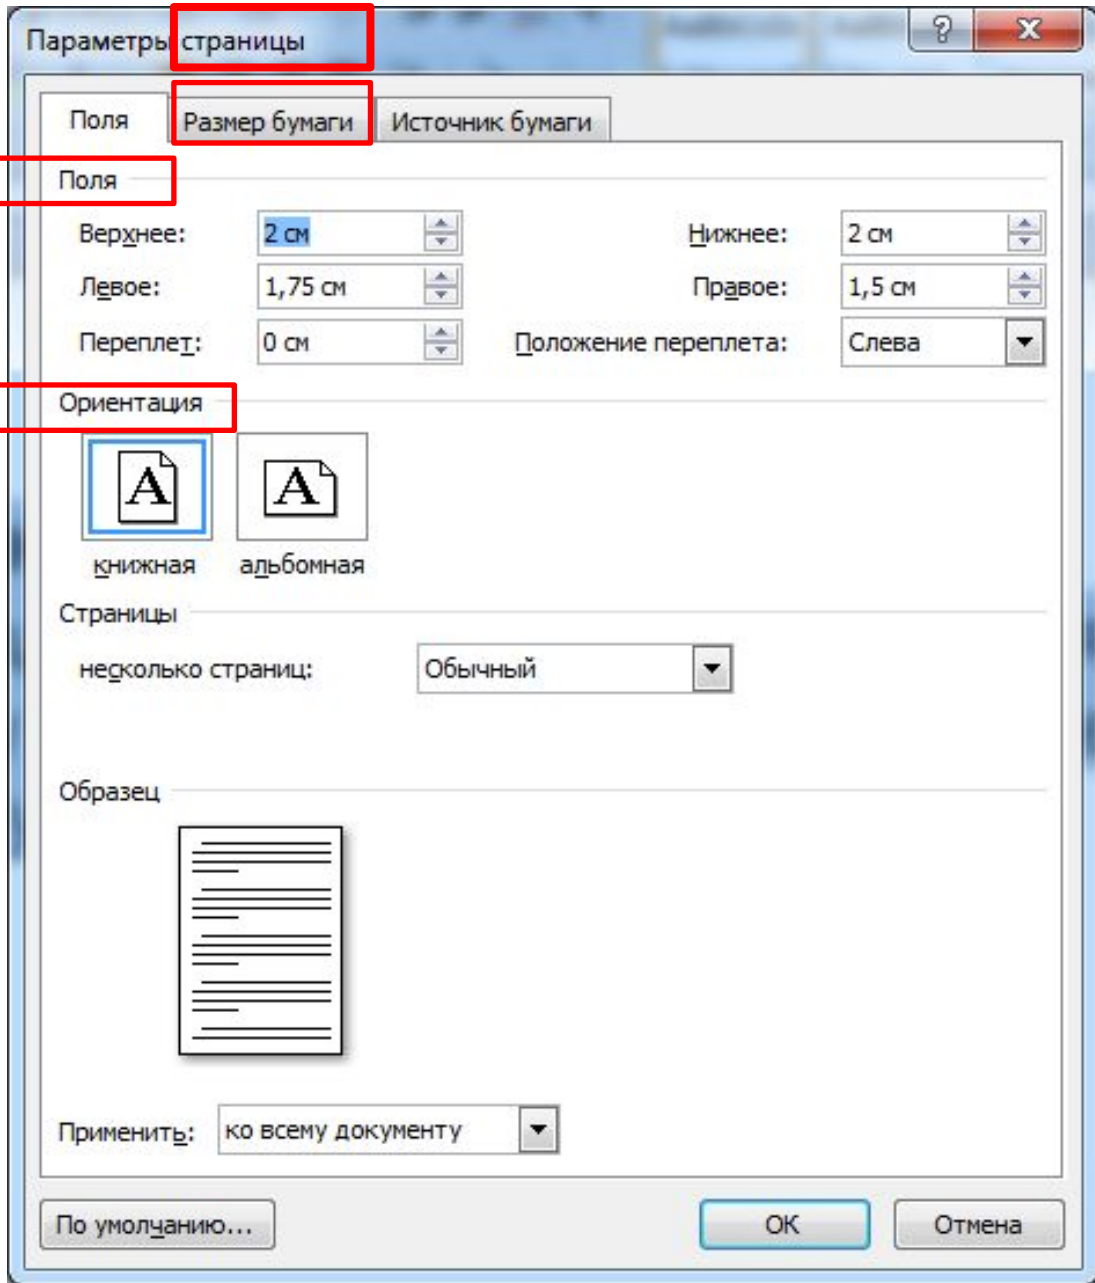 Параметры страницы
Поля Размер бумаги Источник бумаги
Поля
Верхнее: 2 см Нижнее: 2 см
Левое: 1,75 см Правое: 1,5 см
Переплет: 0 см Положение переплета: Слева
Ориентация
A A
книжная альбомная
Страницы
несколько страниц: Обычный
Образец
Применить: ко всему документу
По умолчанию... ОК Отмена